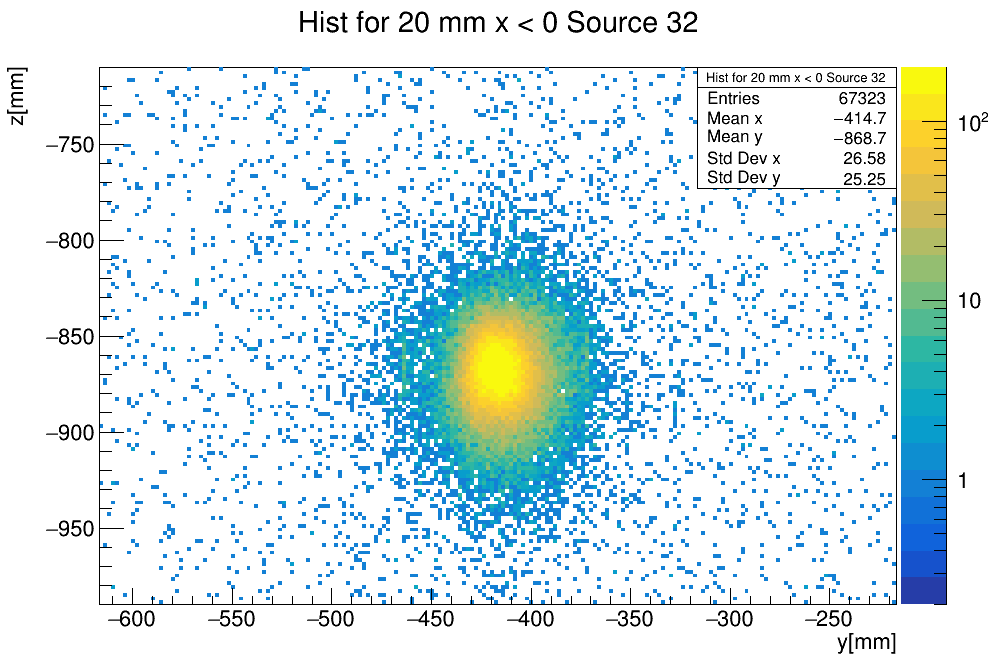 Hist for 20 mm x < 0 Source 32
z[mm]
Hist for 20 mm x < 0 Source 32
Entries 67323
Mean x −414.7
Mean y −868.7
Std Dev x 26.58
Std Dev y 25.25
−750
−800
−850
−900
−950
−600 −550 −500 −450 −400 −350 −300 −250
y[mm]
10²
10
1